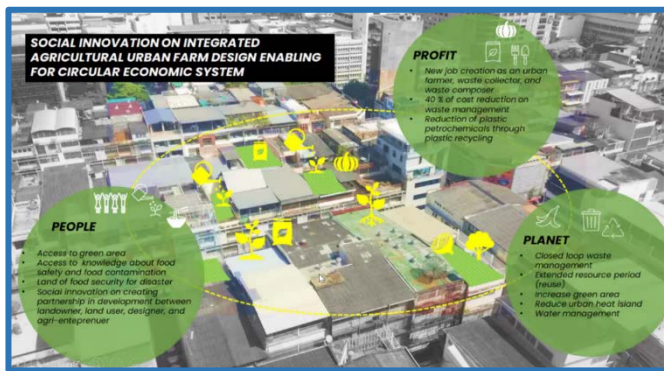 SOCIAL INNOVATION ON INTEGRATED
AGRICULTURAL URBAN FARM DESIGN ENABLING
FOR CIRCULAR ECONOMIC SYSTEM
PROFIT
• New job creation as an urban
farmer, waste collector, and
waste composer
• 40 % of cost reduction on
waste management
• Reduction of plastic
petrochemicals through
plastic recycling
PEOPLE
• Access to green area
• Access to knowledge about food
safety and food contamination
• Land of food security for disaster
• Social innovation on creating
partnership in development between
landowner, land user, designer, and
agri-enteprenuer
PLANET
• Closed loop waste
management
• Extended resource period
(reuse)
• Increase green area
• Reduce urban heat island
• Water management